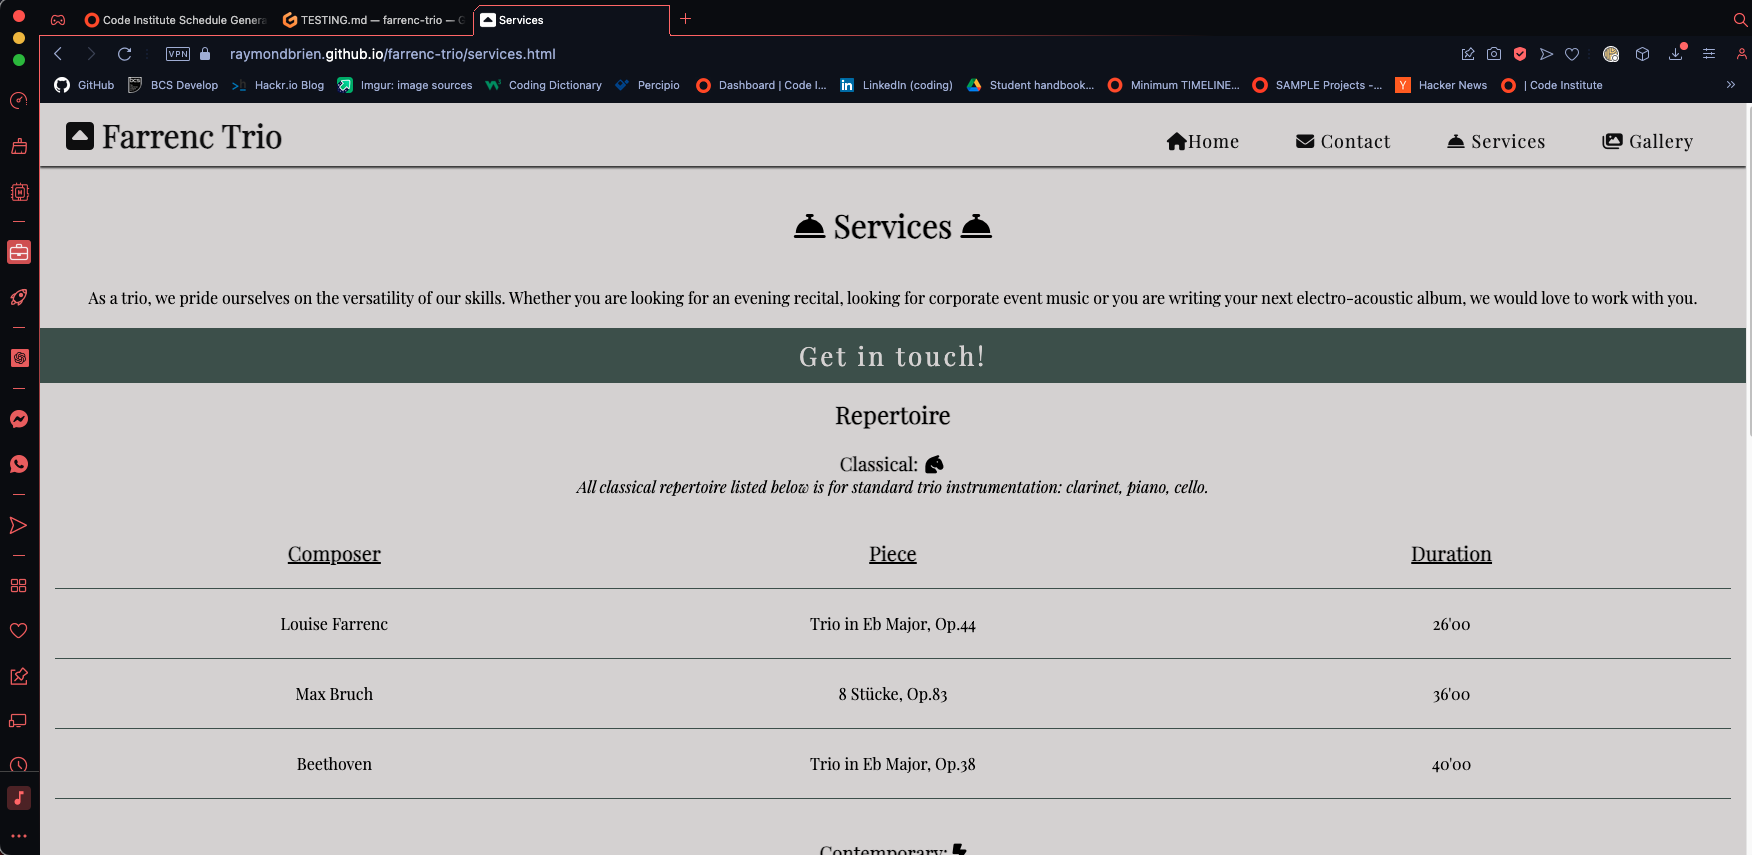 Code Institute Schedule Genera
TESTING.md — farrenc-trio —
Services
VPN
raymondbrien.github.io/farrenc-trio/services.html
GitHub
BCS Develop
Hackr.io Blog
Imgur: image sources
Coding Dictionary
Percipio
Dashboard | Code I...
LinkedIn (coding)
Student handbook...
Minimum TIMELINE...
SAMPLE Projects -...
Hacker News
| Code Institute
Farrenc Trio
Home
Contact
Services
Gallery
Services
As a trio, we pride ourselves on the versatility of our skills. Whether you are looking for an evening recital, looking for corporate event music or you are writing your next electro-acoustic album, we would love to work with you.
Get in touch!
Repertoire
Classical:
All classical repertoire listed below is for standard trio instrumentation: clarinet, piano, cello.
Composer Piece Duration
Louise Farrenc Trio in Eb Major, Op.44 26'00
Max Bruch 8 Stücke, Op.83 36'00
Beethoven Trio in Eb Major, Op.38 40'00
Contemporary: